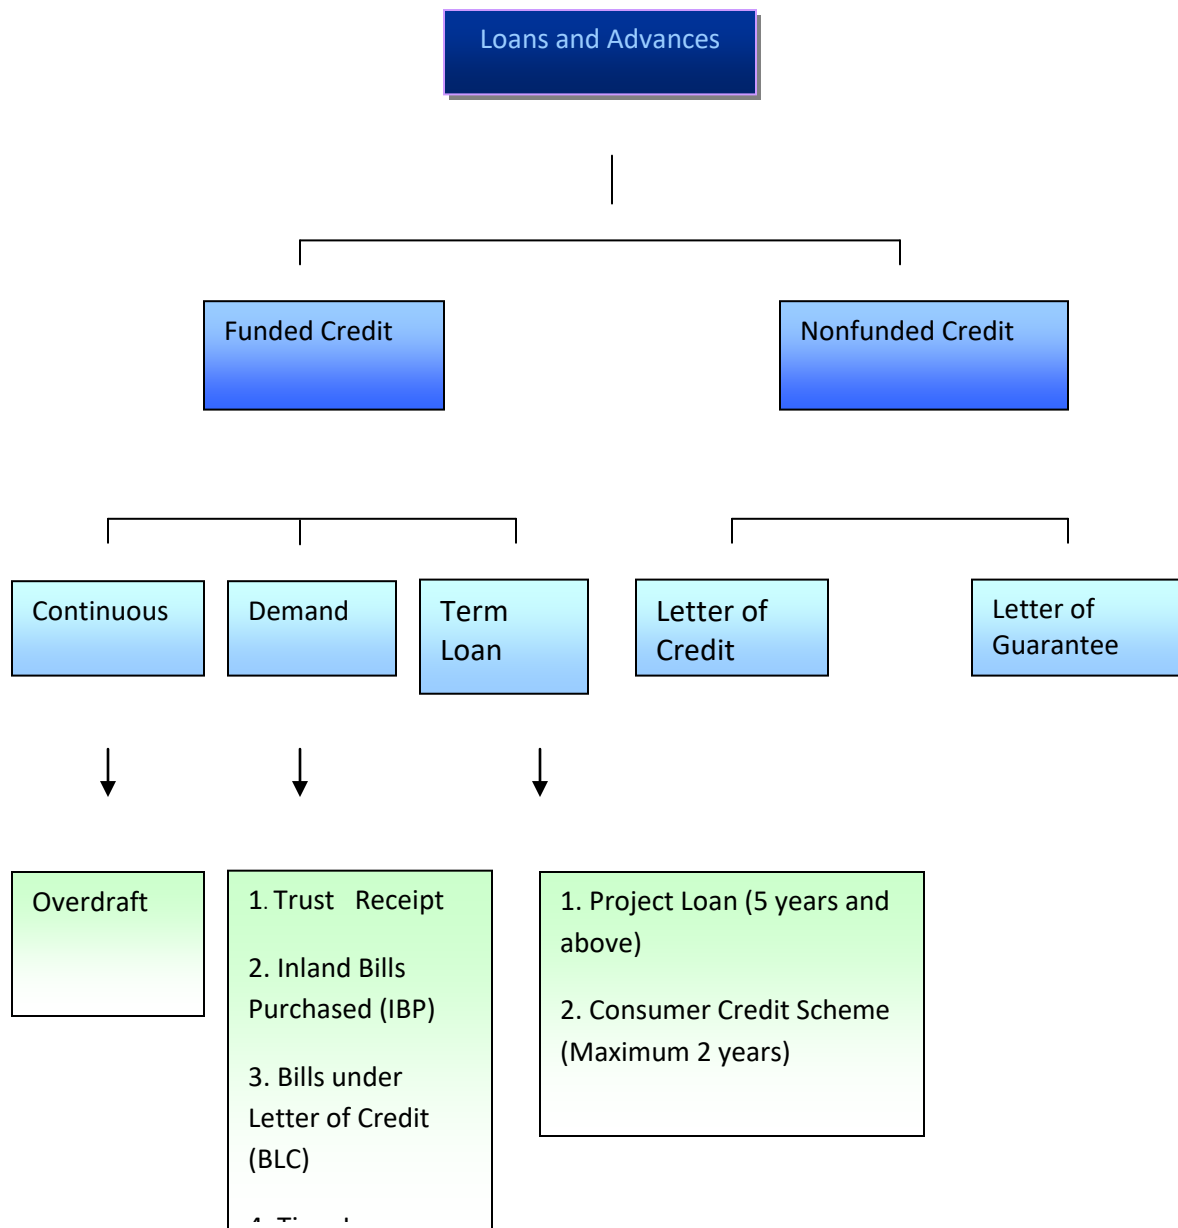 Loans and Advances
Funded Credit
Nonfunded Credit
Continuous
Demand
Term
Loan
Letter of
Credit
Letter of
Guarantee
Overdraft
1. Trust Receipt
2. Inland Bills
Purchased (IBP)
3. Bills under
Letter of Credit
(BLC)
1. Project Loan (5 years and
above)
2. Consumer Credit Scheme
(Maximum 2 years)